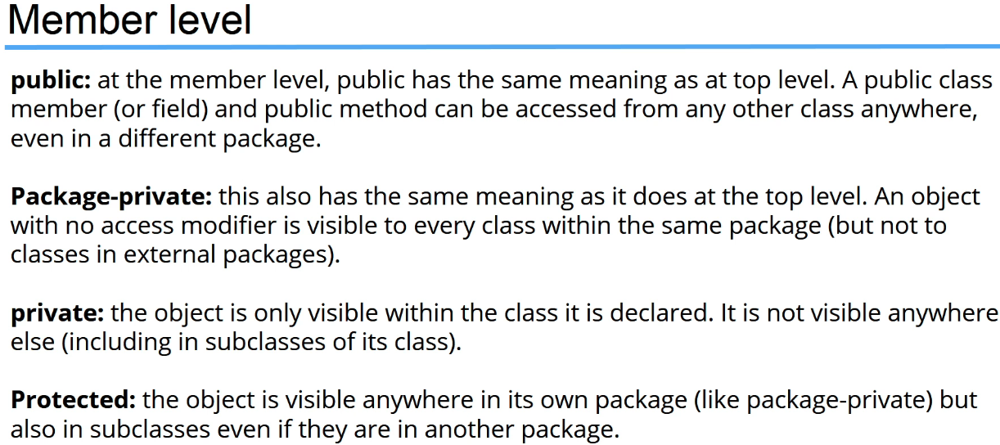 Member level
public: at the member level, public has the same meaning as at top level. A public class
member (or field) and public method can be accessed from any other class anywhere,
even in a different package.
Package-private: this also has the same meaning as it does at the top level. An object
with no access modifier is visible to every class within the same package (but not to
classes in external packages).
private: the object is only visible within the class it is declared. It is not visible anywhere
else (including in subclasses of its class).
Protected: the object is visible anywhere in its own package (like package-private) but
also in subclasses even if they are in another package.